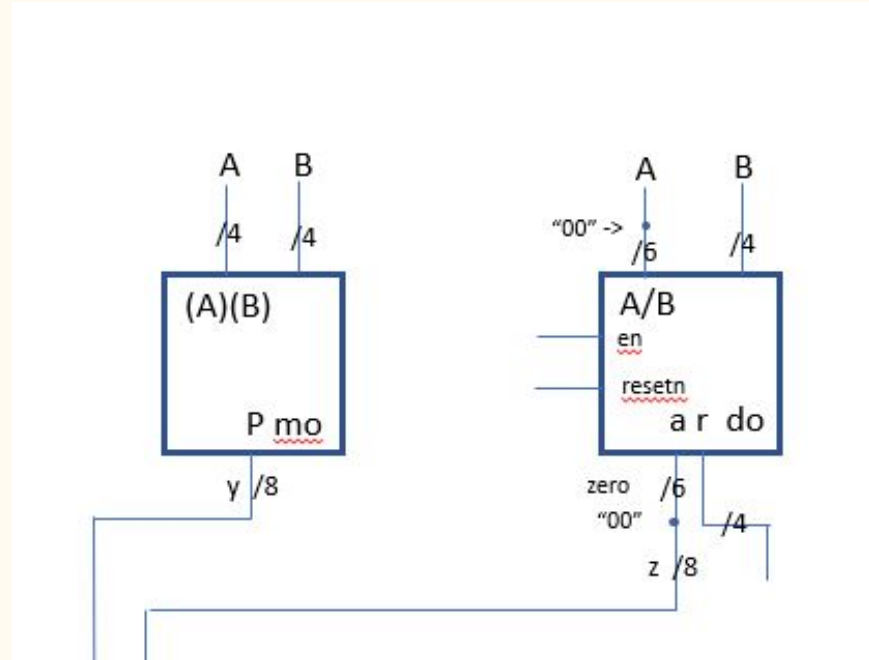 A B
A B
"00" ->
/4 /4
/6 /4
(A)(B)
A/B
en
resetn
P mo
a r do
y /8
zero /6
"00"
/4
z /8